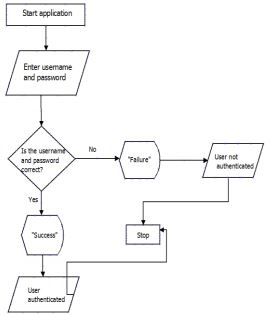 Start application
Enter username
and password
Is the username
and password
correct?
No
"Failure"
User not
authenticated
Yes
"Success"
Stop
User
authenticated